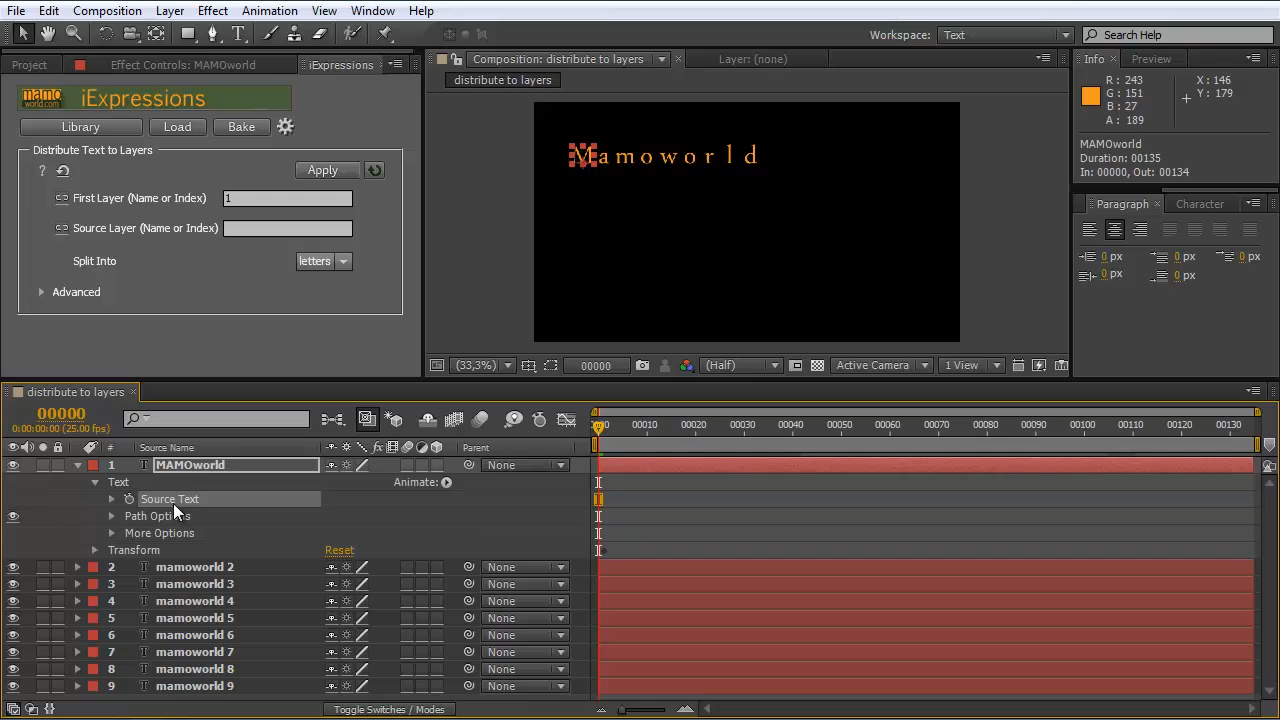 File Edit Composition Layer Effect Animation View Window Help
Workspace: Text Search Help
Project Effect Controls: MAMOworld iExpressions
Composition: distribute to layers Layer: (none)
Info Preview
distribute to layers
mamoworld.com iExpressions
R: 243
G: 151
B: 27
A: 189
X: 146
Y: 179
Library Load Bake
Distribute Text to Layers
? Apply
First Layer (Name or Index) 1
Source Layer (Name or Index)
Split Into letters
Advanced
Mamoworld
MAMOworld
Duration: 00135
In: 00000, Out: 00134
Paragraph Character
0 px 0 px 0 px
0 px 0 px
(33,3%) 00000 (Half) Active Camera 1 View
distribute to layers
00000
0:00:00:00 (25.00 fps)
00010 00020 00030 00040 00050 00060 00070 00080 00090 00100 00110 00120 00130
# Source Name Parent
1 T MAMOworld None
Text Animate:
Source Text
Path Options
More Options
Transform Reset
2 T mamoworld 2 None
3 T mamoworld 3 None
4 T mamoworld 4 None
5 T mamoworld 5 None
6 T mamoworld 6 None
7 T mamoworld 7 None
8 T mamoworld 8 None
9 T mamoworld 9 None
Toggle Switches / Modes